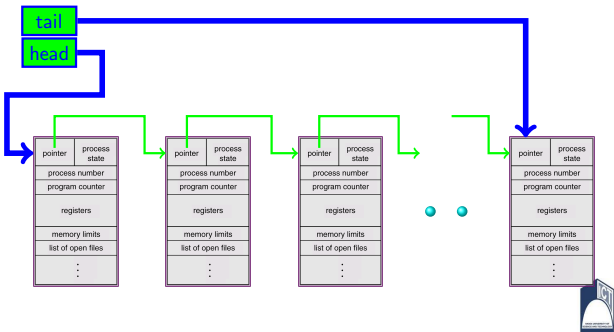 tail
head
pointer
process
state
process number
program counter
registers
memory limits
list of open files
pointer
process
state
process number
program counter
registers
memory limits
list of open files
pointer
process
state
process number
program counter
registers
memory limits
list of open files
pointer
process
state
process number
program counter
registers
memory limits
list of open files